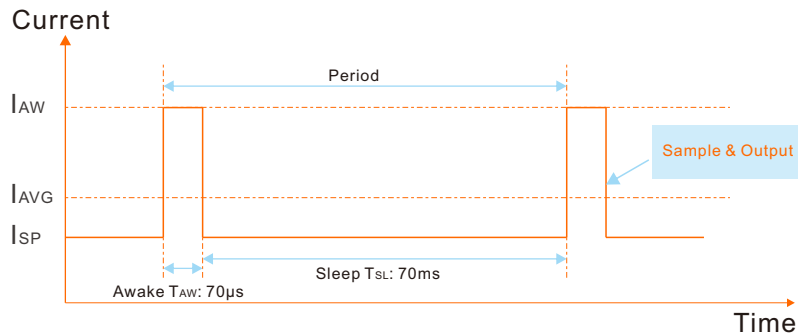 Current
Period
IAW
Sample & Output
IAVG
ISP
Sleep TSL: 70ms
Awake TAW: 70μs
Time